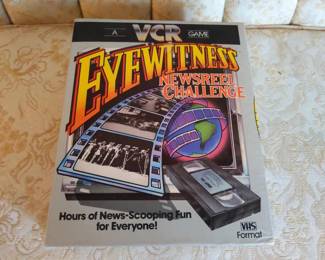 A VCR GAME
EYEWITNESS
NEWSREEL
CHALLENGE
Hours of News-Scooping Fun
for Everyone!
VHS
Format